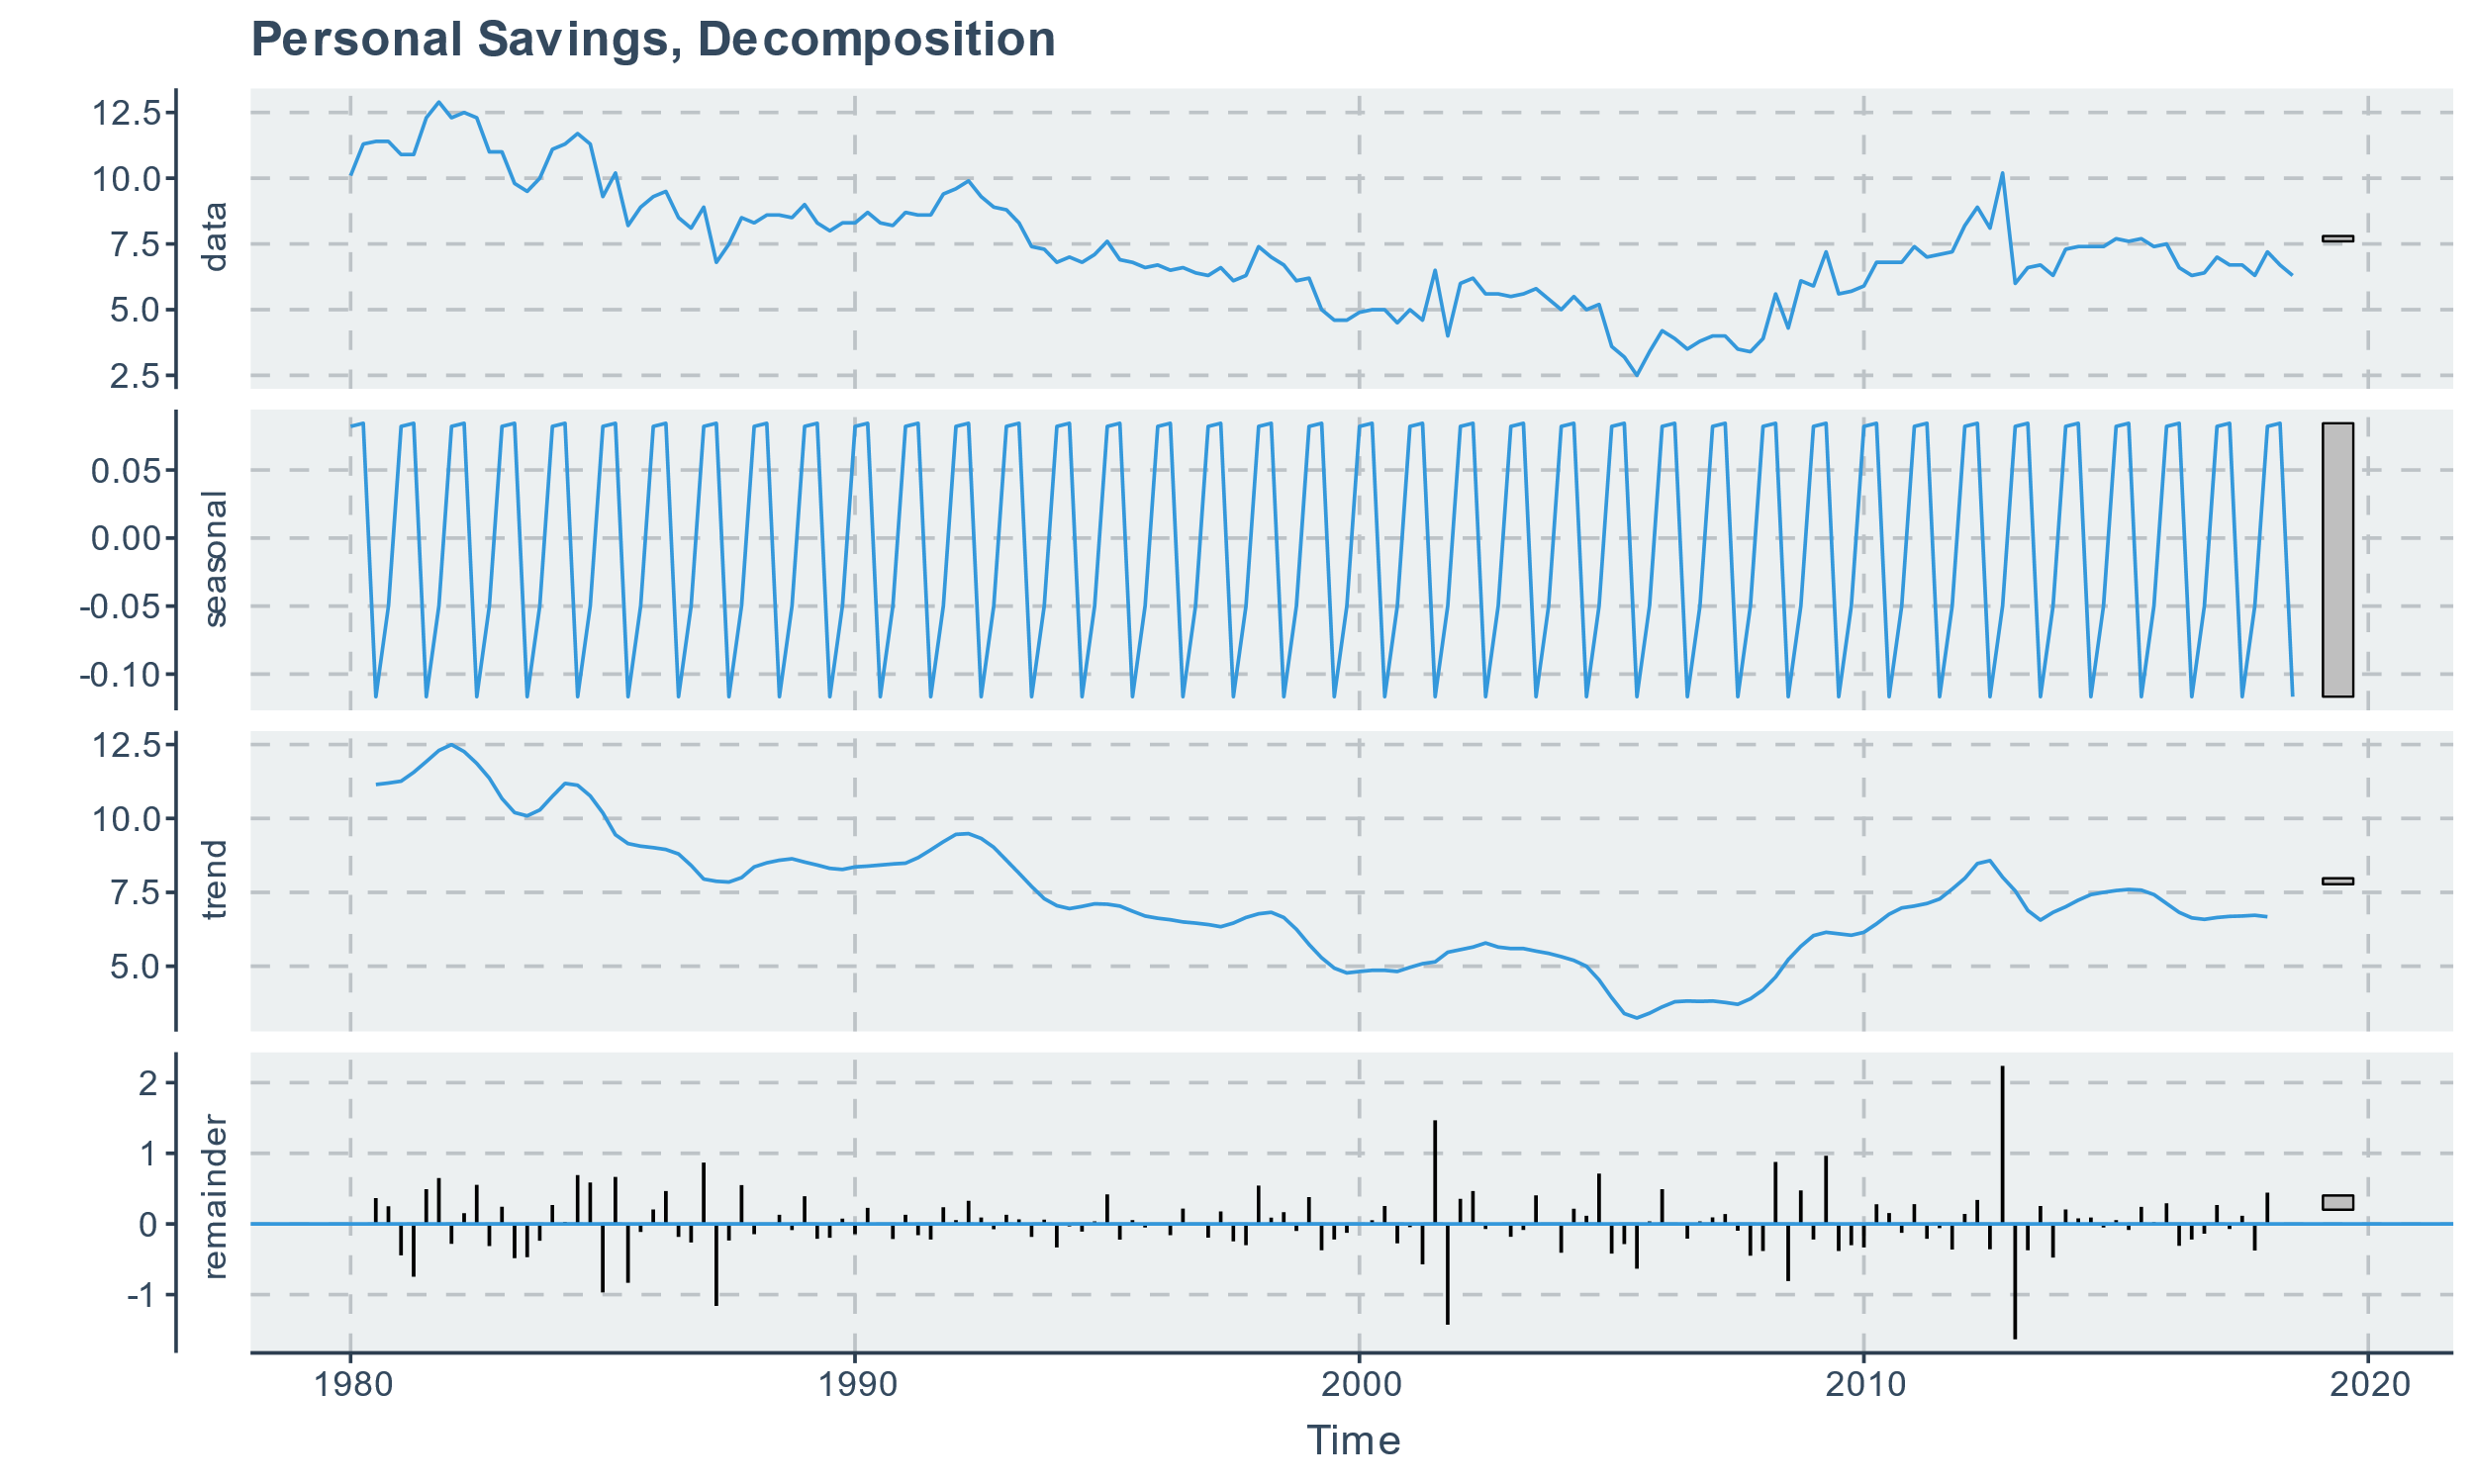 Personal Savings, Decomposition
data
12.5
10.0
7.5
5.0
2.5
seasonal
0.05
0.00
-0.05
-0.10
trend
12.5
10.0
7.5
5.0
remainder
2
1
0
-1
1980 1990 2000 2010 2020
Time